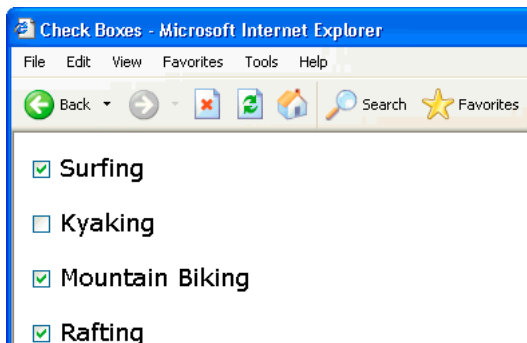 Check Boxes - Microsoft Internet Explorer
File Edit View Favorites Tools Help
Back Search Favorites
Surfing
Kyaking
Mountain Biking
Rafting